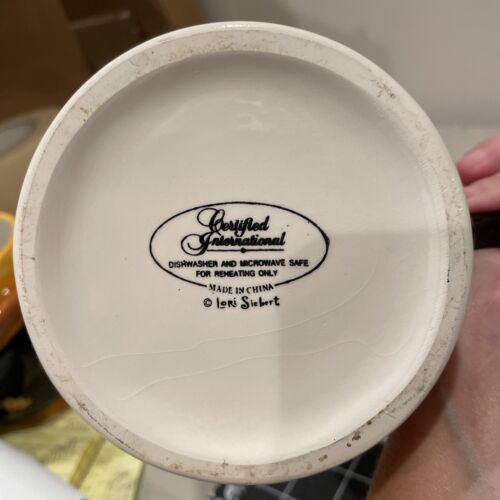 Certified
International
DISHWASHER AND MICROWAVE SAFE
FOR REHEATING ONLY
MADE IN CHINA
© Lori Siebert